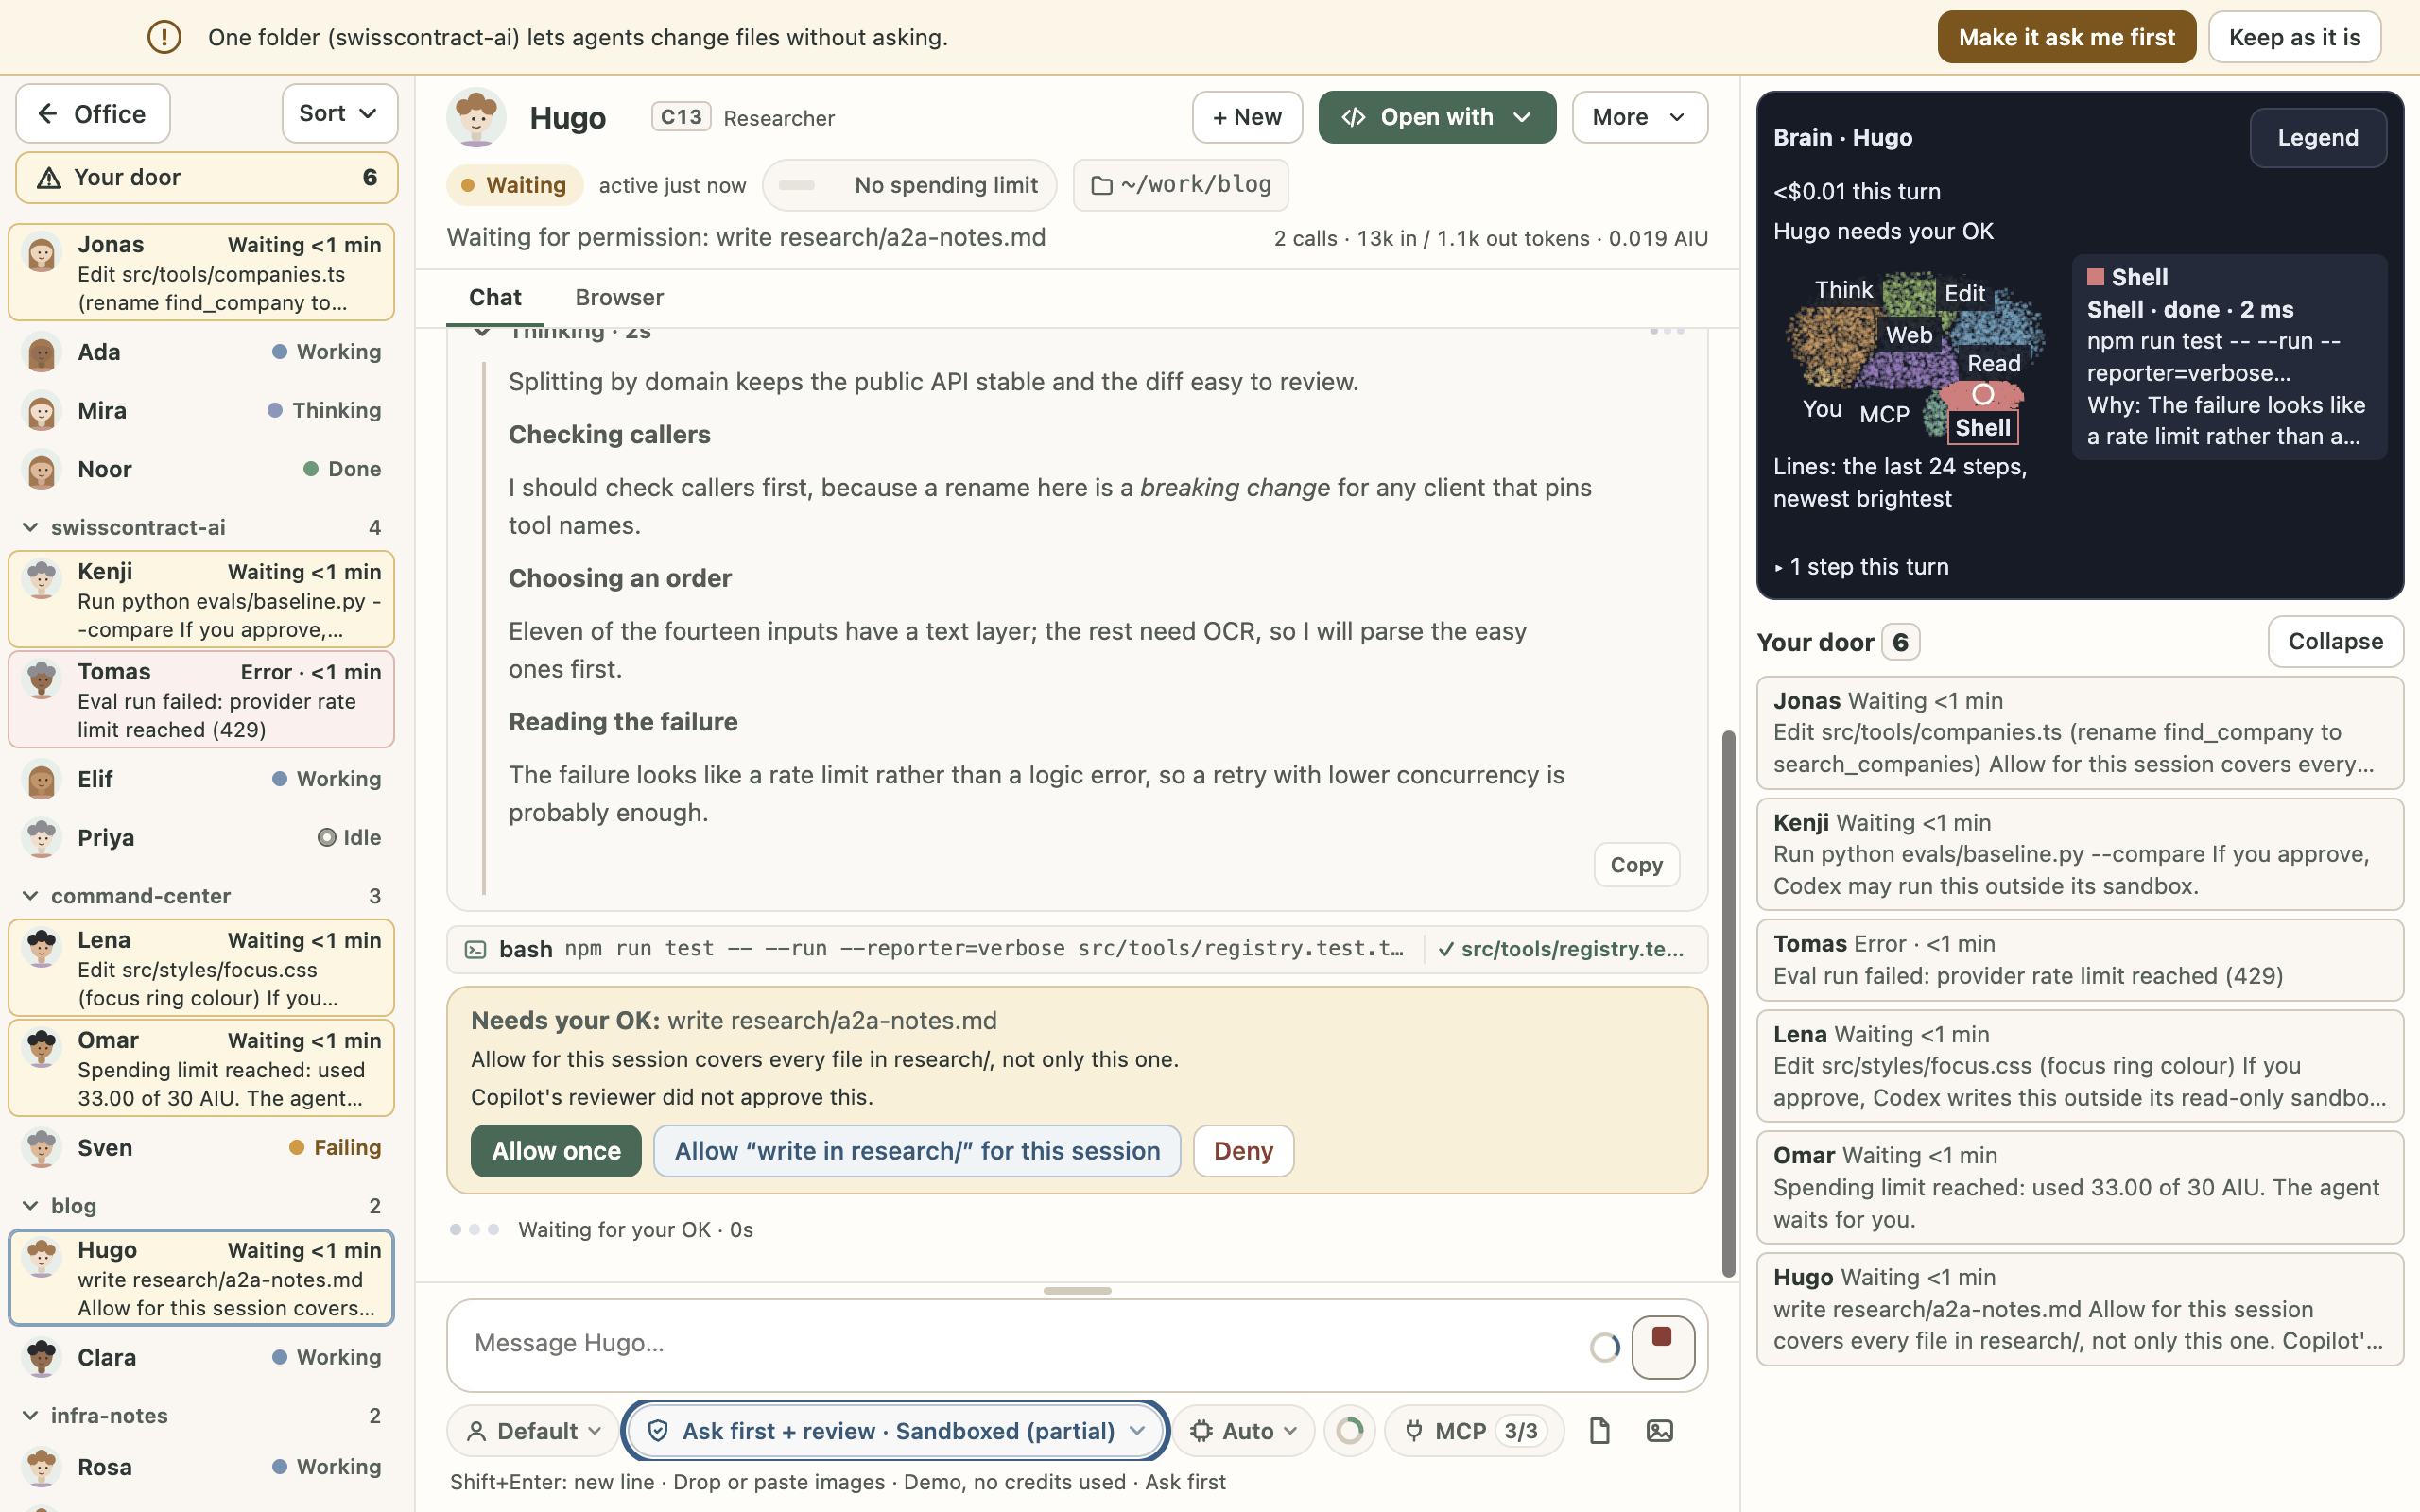 One folder (swisscontract-ai) lets agents change files without asking.
Make it ask me first
Keep as it is
Office
Sort
Your door
6
Jonas
Waiting <1 min
Edit src/tools/companies.ts
(rename find_company to…
Ada
Working
Mira
Thinking
Noor
Done
swisscontract-ai
4
Kenji
Waiting <1 min
Run python evals/baseline.py -
-compare If you approve,…
Tomas
Error · <1 min
Eval run failed: provider rate
limit reached (429)
Elif
Working
Priya
Idle
command-center
3
Lena
Waiting <1 min
Edit src/styles/focus.css
(focus ring colour) If you…
Omar
Waiting <1 min
Spending limit reached: used
33.00 of 30 AIU. The agent…
Sven
Failing
blog
2
Hugo
Waiting <1 min
write research/a2a-notes.md
Allow for this session covers…
Clara
Working
infra-notes
2
Rosa
Working
Hugo
C13
Researcher
+ New
Open with
More
Waiting
active just now
No spending limit
~/work/blog
Waiting for permission: write research/a2a-notes.md
2 calls · 13k in / 1.1k out tokens · 0.019 AIU
Chat
Browser
Thinking · 2s
Splitting by domain keeps the public API stable and the diff easy to review.
Checking callers
I should check callers first, because a rename here is a breaking change for any client that pins
tool names.
Choosing an order
Eleven of the fourteen inputs have a text layer; the rest need OCR, so I will parse the easy
ones first.
Reading the failure
The failure looks like a rate limit rather than a logic error, so a retry with lower concurrency is
probably enough.
Copy
bash npm run test -- --run --reporter=verbose src/tools/registry.test.t…
✓ src/tools/registry.te…
Needs your OK: write research/a2a-notes.md
Allow for this session covers every file in research/, not only this one.
Copilot's reviewer did not approve this.
Allow once
Allow “write in research/” for this session
Deny
Waiting for your OK · 0s
Message Hugo...
Default
Ask first + review · Sandboxed (partial)
Auto
MCP 3/3
Shift+Enter: new line · Drop or paste images · Demo, no credits used · Ask first
Brain · Hugo
Legend
<$0.01 this turn
Hugo needs your OK
Think
Edit
Web
Read
You
MCP
Shell
Shell
Shell · done · 2 ms
npm run test -- --run --
reporter=verbose…
Why: The failure looks like
a rate limit rather than a…
Lines: the last 24 steps,
newest brightest
▸ 1 step this turn
Your door 6
Collapse
Jonas Waiting <1 min
Edit src/tools/companies.ts (rename find_company to
search_companies) Allow for this session covers every…
Kenji Waiting <1 min
Run python evals/baseline.py --compare If you approve,
Codex may run this outside its sandbox.
Tomas Error · <1 min
Eval run failed: provider rate limit reached (429)
Lena Waiting <1 min
Edit src/styles/focus.css (focus ring colour) If you
approve, Codex writes this outside its read-only sandbo…
Omar Waiting <1 min
Spending limit reached: used 33.00 of 30 AIU. The agent
waits for you.
Hugo Waiting <1 min
write research/a2a-notes.md Allow for this session
covers every file in research/, not only this one. Copilot'…